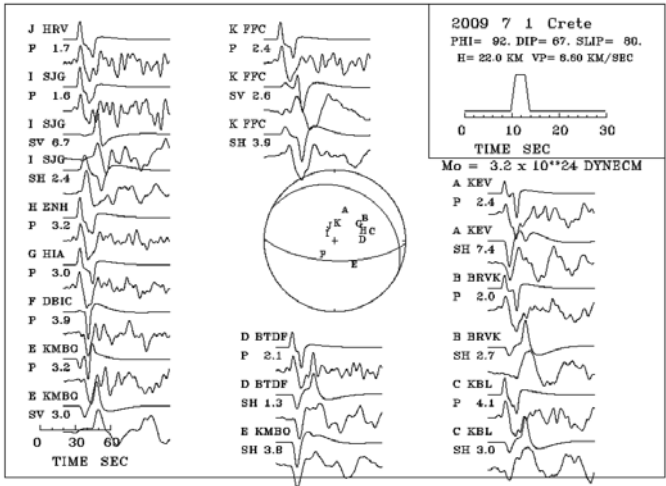 2009 7 1 Crete
PHI= 92. DIP= 67. SLIP= 80.
H= 22.0 KM VP= 6.60 KM/SEC
0 10 20 30
TIME SEC
Mo = 3.2 x 10**24 DYNECM
J HRV
P 1.7
I SJG
P 1.6
I SJG
SV 6.7
I SJG
SH 2.4
H ENH
P 3.2
G HIA
P 3.0
F DBIC
P 3.9
E KMBO
P 3.2
E KMBO
SV 3.0
0 30 60
TIME SEC
K FFC
P 2.4
K FFC
SV 2.6
K FFC
SH 3.9
A
B
K
G
J
H C
I
D
F
E
D BTDF
P 2.1
D BTDF
SH 1.3
E KMBO
SH 3.8
A KEV
P 2.4
A KEV
SH 7.4
B BRVK
P 2.0
B BRVK
SH 2.7
C KBL
P 4.1
C KBL
SH 3.0